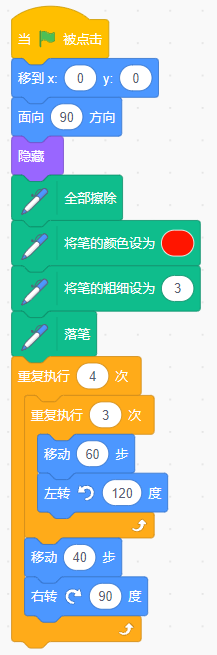 当 被点击
移到 x: 0 y: 0
面向 90 方向
隐藏
全部擦除
将笔的颜色设为
将笔的粗细设为 3
落笔
重复执行 4 次
重复执行 3 次
移动 60 步
左转 120 度
移动 40 步
右转 90 度